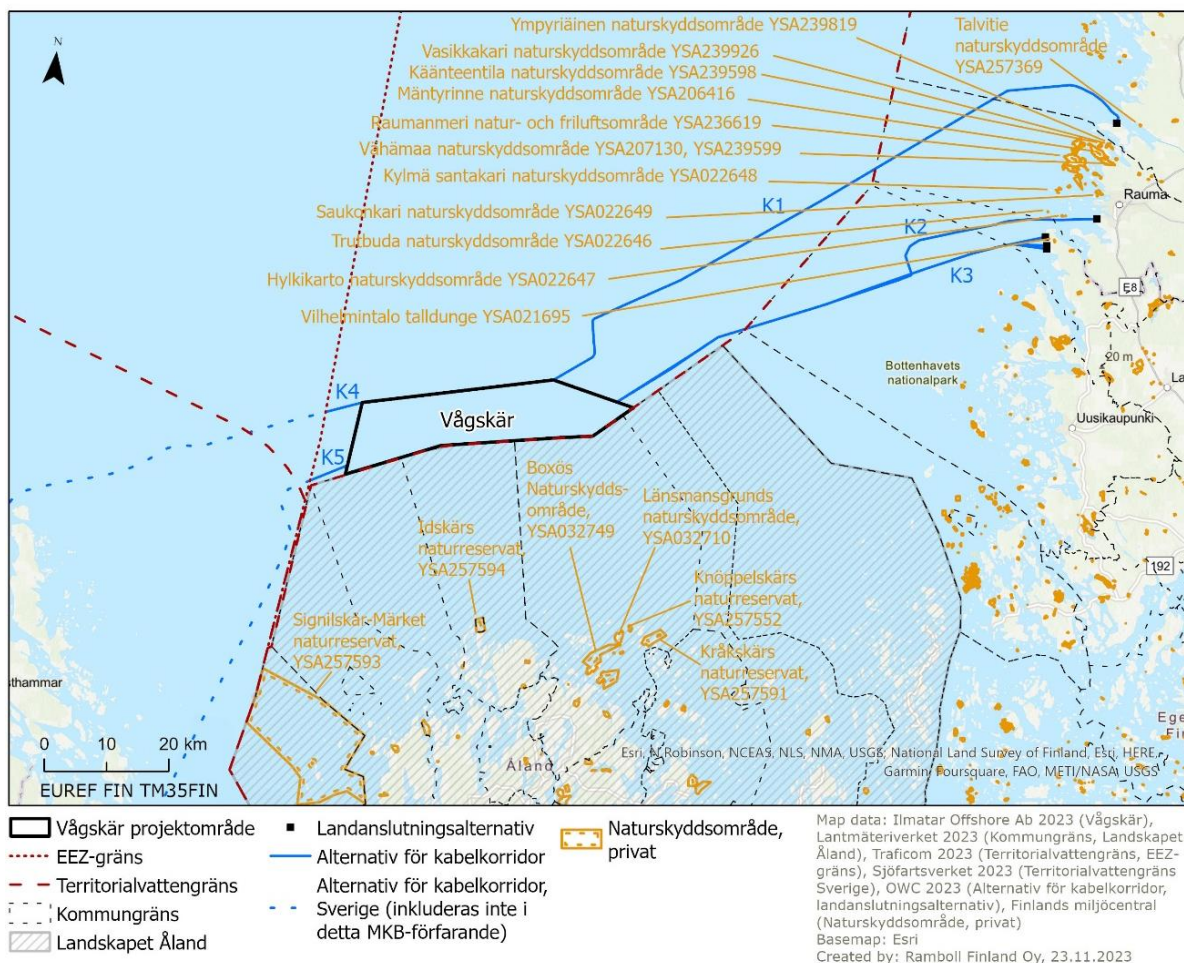 N
Ympyriäinen naturskyddsområde YSA239819
Vasikkakari naturskyddsområde YSA239926
Käänteentila naturskyddsområde YSA239598
Mäntyrinne naturskyddsområde YSA206416
Raumanmeri natur- och friluftsområde YSA236619
Vähämaa naturskyddsområde YSA207130, YSA239599
Kylmä santakari naturskyddsområde YSA022648
Saukonkari naturskyddsområde YSA022649
Trutbuda naturskyddsområde YSA022646
Hylkikarto naturskyddsområde YSA022647
Vilhelmintalo talldunge YSA021695
Talvitie
naturskyddsområde
YSA257369
K1
Rauma
K2
K3
E8
20 m
La
Bottenhavets
nationalpark
Uusikaupunki
192
K4
Vågskär
K5
Boxös
Naturskydds-
område,
YSA032749
Länsmansgrunds
naturskyddsområde,
YSA032710
Idskärs
naturreservat,
YSA257594
Knöppelskärs
naturreservat,
YSA257552
Signilskär-Märket
naturreservat,
YSA257593
Kråkskärs
naturreservat,
YSA257591
sthammar
Ege
Fi
Åland
0 10 20 km
EUREF FIN TM35FIN
Esri, N Robinson, NCEAS, NLS, NMA, USGS, National Land Survey of Finland, Esri, HERE,
Garmin, Foursquare, FAO, METI/NASA, USGS
Vågskär projektområde
EEZ-gräns
Territorialvattengräns
Kommungräns
Landskapet Åland
Landanslutningsalternativ
Alternativ för kabelkorridor
Alternativ för kabelkorridor,
Sverige (inkluderas inte i
detta MKB-förfarande)
Naturskyddsområde,
privat
Map data: Ilmatar Offshore Ab 2023 (Vågskär),
Lantmäteriverket 2023 (Kommungräns, Landskapet
Åland), Traficom 2023 (Territorialvattengräns, EEZ-
gräns), Sjöfartsverket 2023 (Territorialvattengräns
Sverige), OWC 2023 (Alternativ för kabelkorridor,
landanslutningsalternativ), Finlands miljöcentral
(Naturskyddsområde, privat)
Basemap: Esri
Created by: Ramboll Finland Oy, 23.11.2023